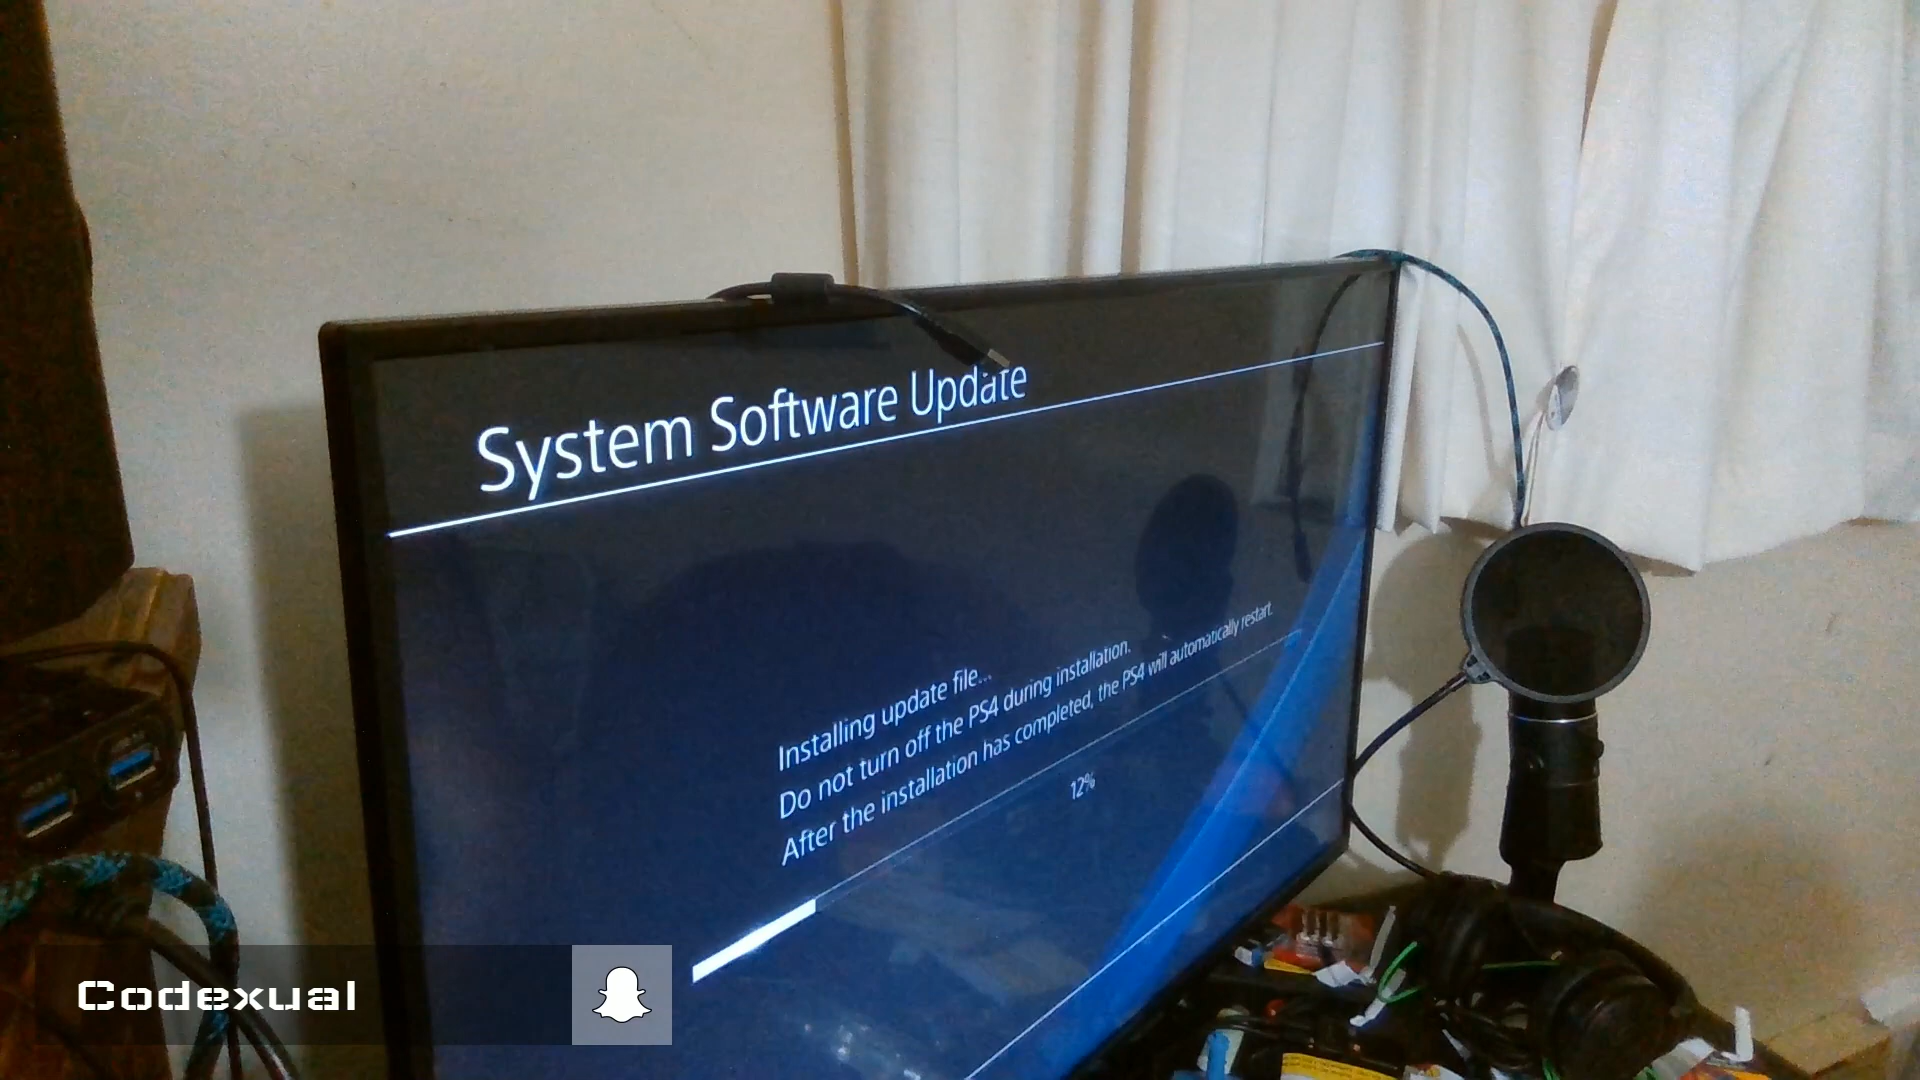 System Software Update
Installing update file...
Do not turn off the PS4 during installation.
After the installation has completed, the PS4 will automatically restart.
12%
Codexual